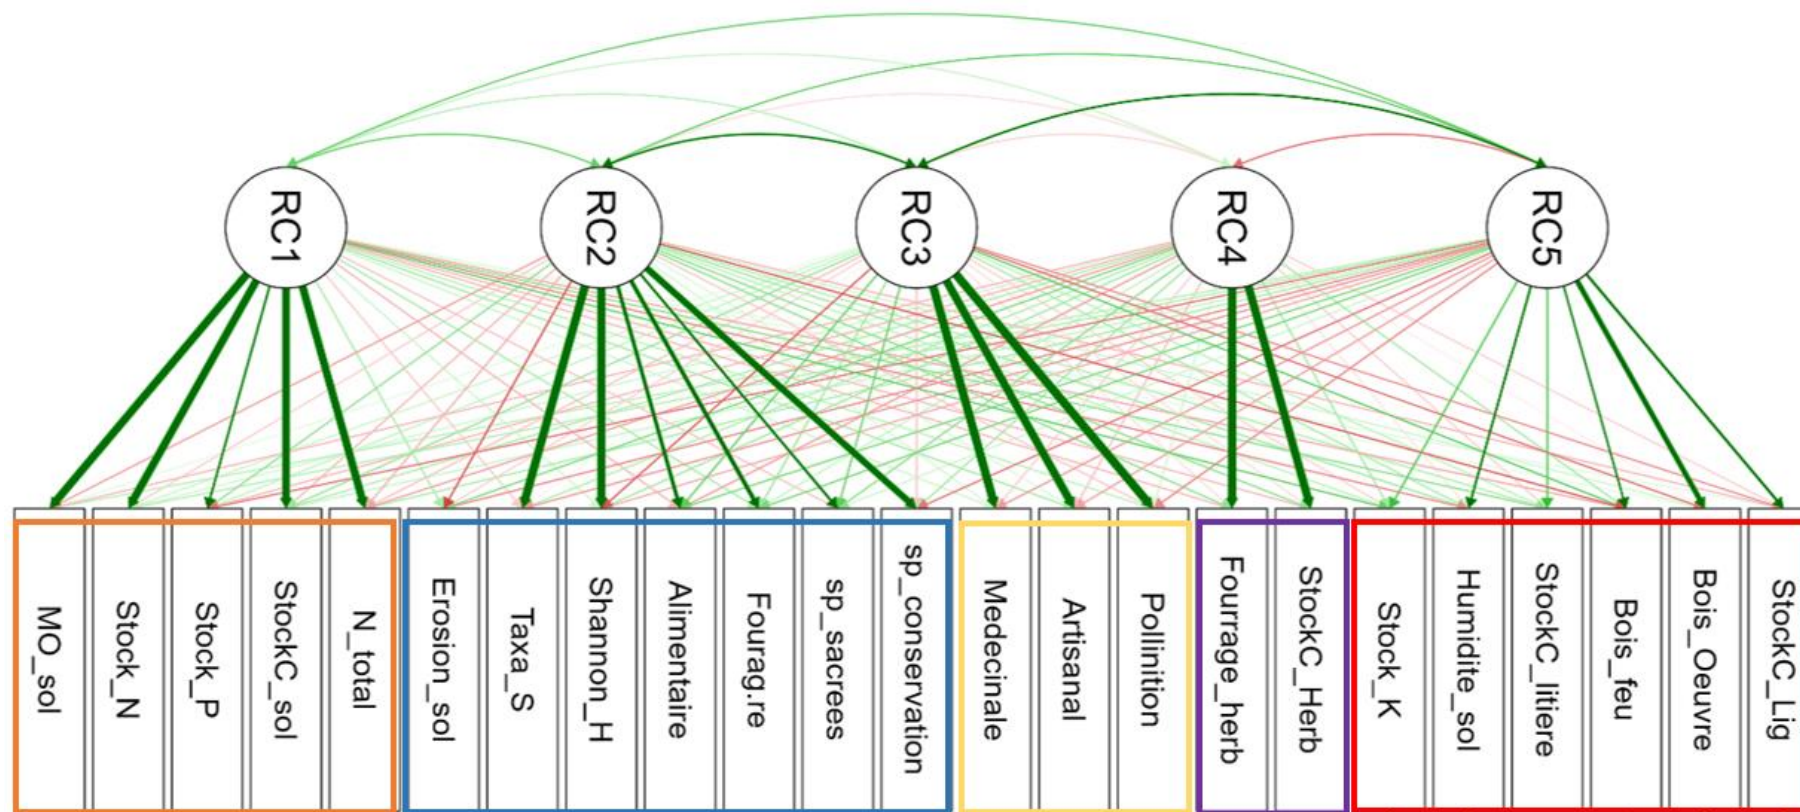 RC1
RC2
RC3
RC4
RC5
MO_sol
Stock_N
Stock_P
StockC_sol
N_total
Erosion_sol
Taxa_S
Shannon_H
Alimentaire
Fourag.re
sp_sacrees
sp_conservation
Medecinale
Artisanal
Pollinition
Fourrage_herb
StockC_Herb
Stock_K
Humidite_sol
StockC_litiere
Bois_feu
Bois_Oeuvre
StockC_Lig